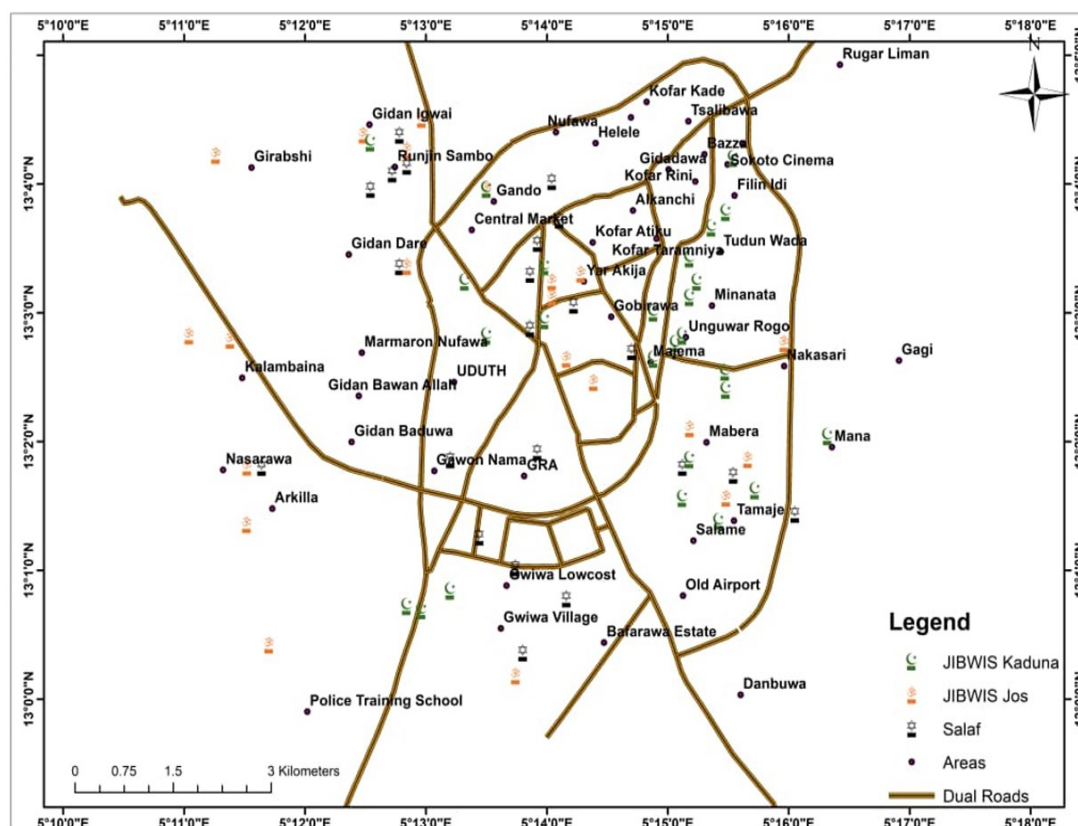 5°10'0"E 5°11'0"E 5°12'0"E 5°13'0"E 5°14'0"E 5°15'0"E 5°16'0"E 5°17'0"E 5°18'0"E
N
Rugar Liman
Kofar Kade
Tsalibawa
Gidan Igwai
Nufawa
Helele
Bazza
Girabshi
Runjin Sambo
Gidadawa
Sokoto Cinema
13°4'0"N
Kofar Rini
Filin Idi
Gando
Alkanchi
Central Market
Kofar Atiku
Gidan Dare
Kofar Taramniya
Tudun Wada
Yar Akija
Minanata
13°3'0"N
Gobirawa
Marmaron Nufawa
Unguwar Rogo
Majema
Nakasari
Gagi
Kalambaina
UDUTH
Gidan Bawan Allah
Gidan Baduwa
Mabera
Mana
13°2'0"N
Nasarawa
Gawon Nama
GRA
Arkilla
Tamaje
Salame
13°1'0"N
Gwiwa Lowcost
Old Airport
Gwiwa Village
Bafarawa Estate
Legend
JIBWIS Kaduna
JIBWIS Jos
Salaf
Areas
Dual Roads
Danbuwa
13°0'0"N
Police Training School
0 0.75 1.5 3 Kilometers
5°10'0"E 5°11'0"E 5°12'0"E 5°13'0"E 5°14'0"E 5°15'0"E 5°16'0"E 5°17'0"E 5°18'0"E